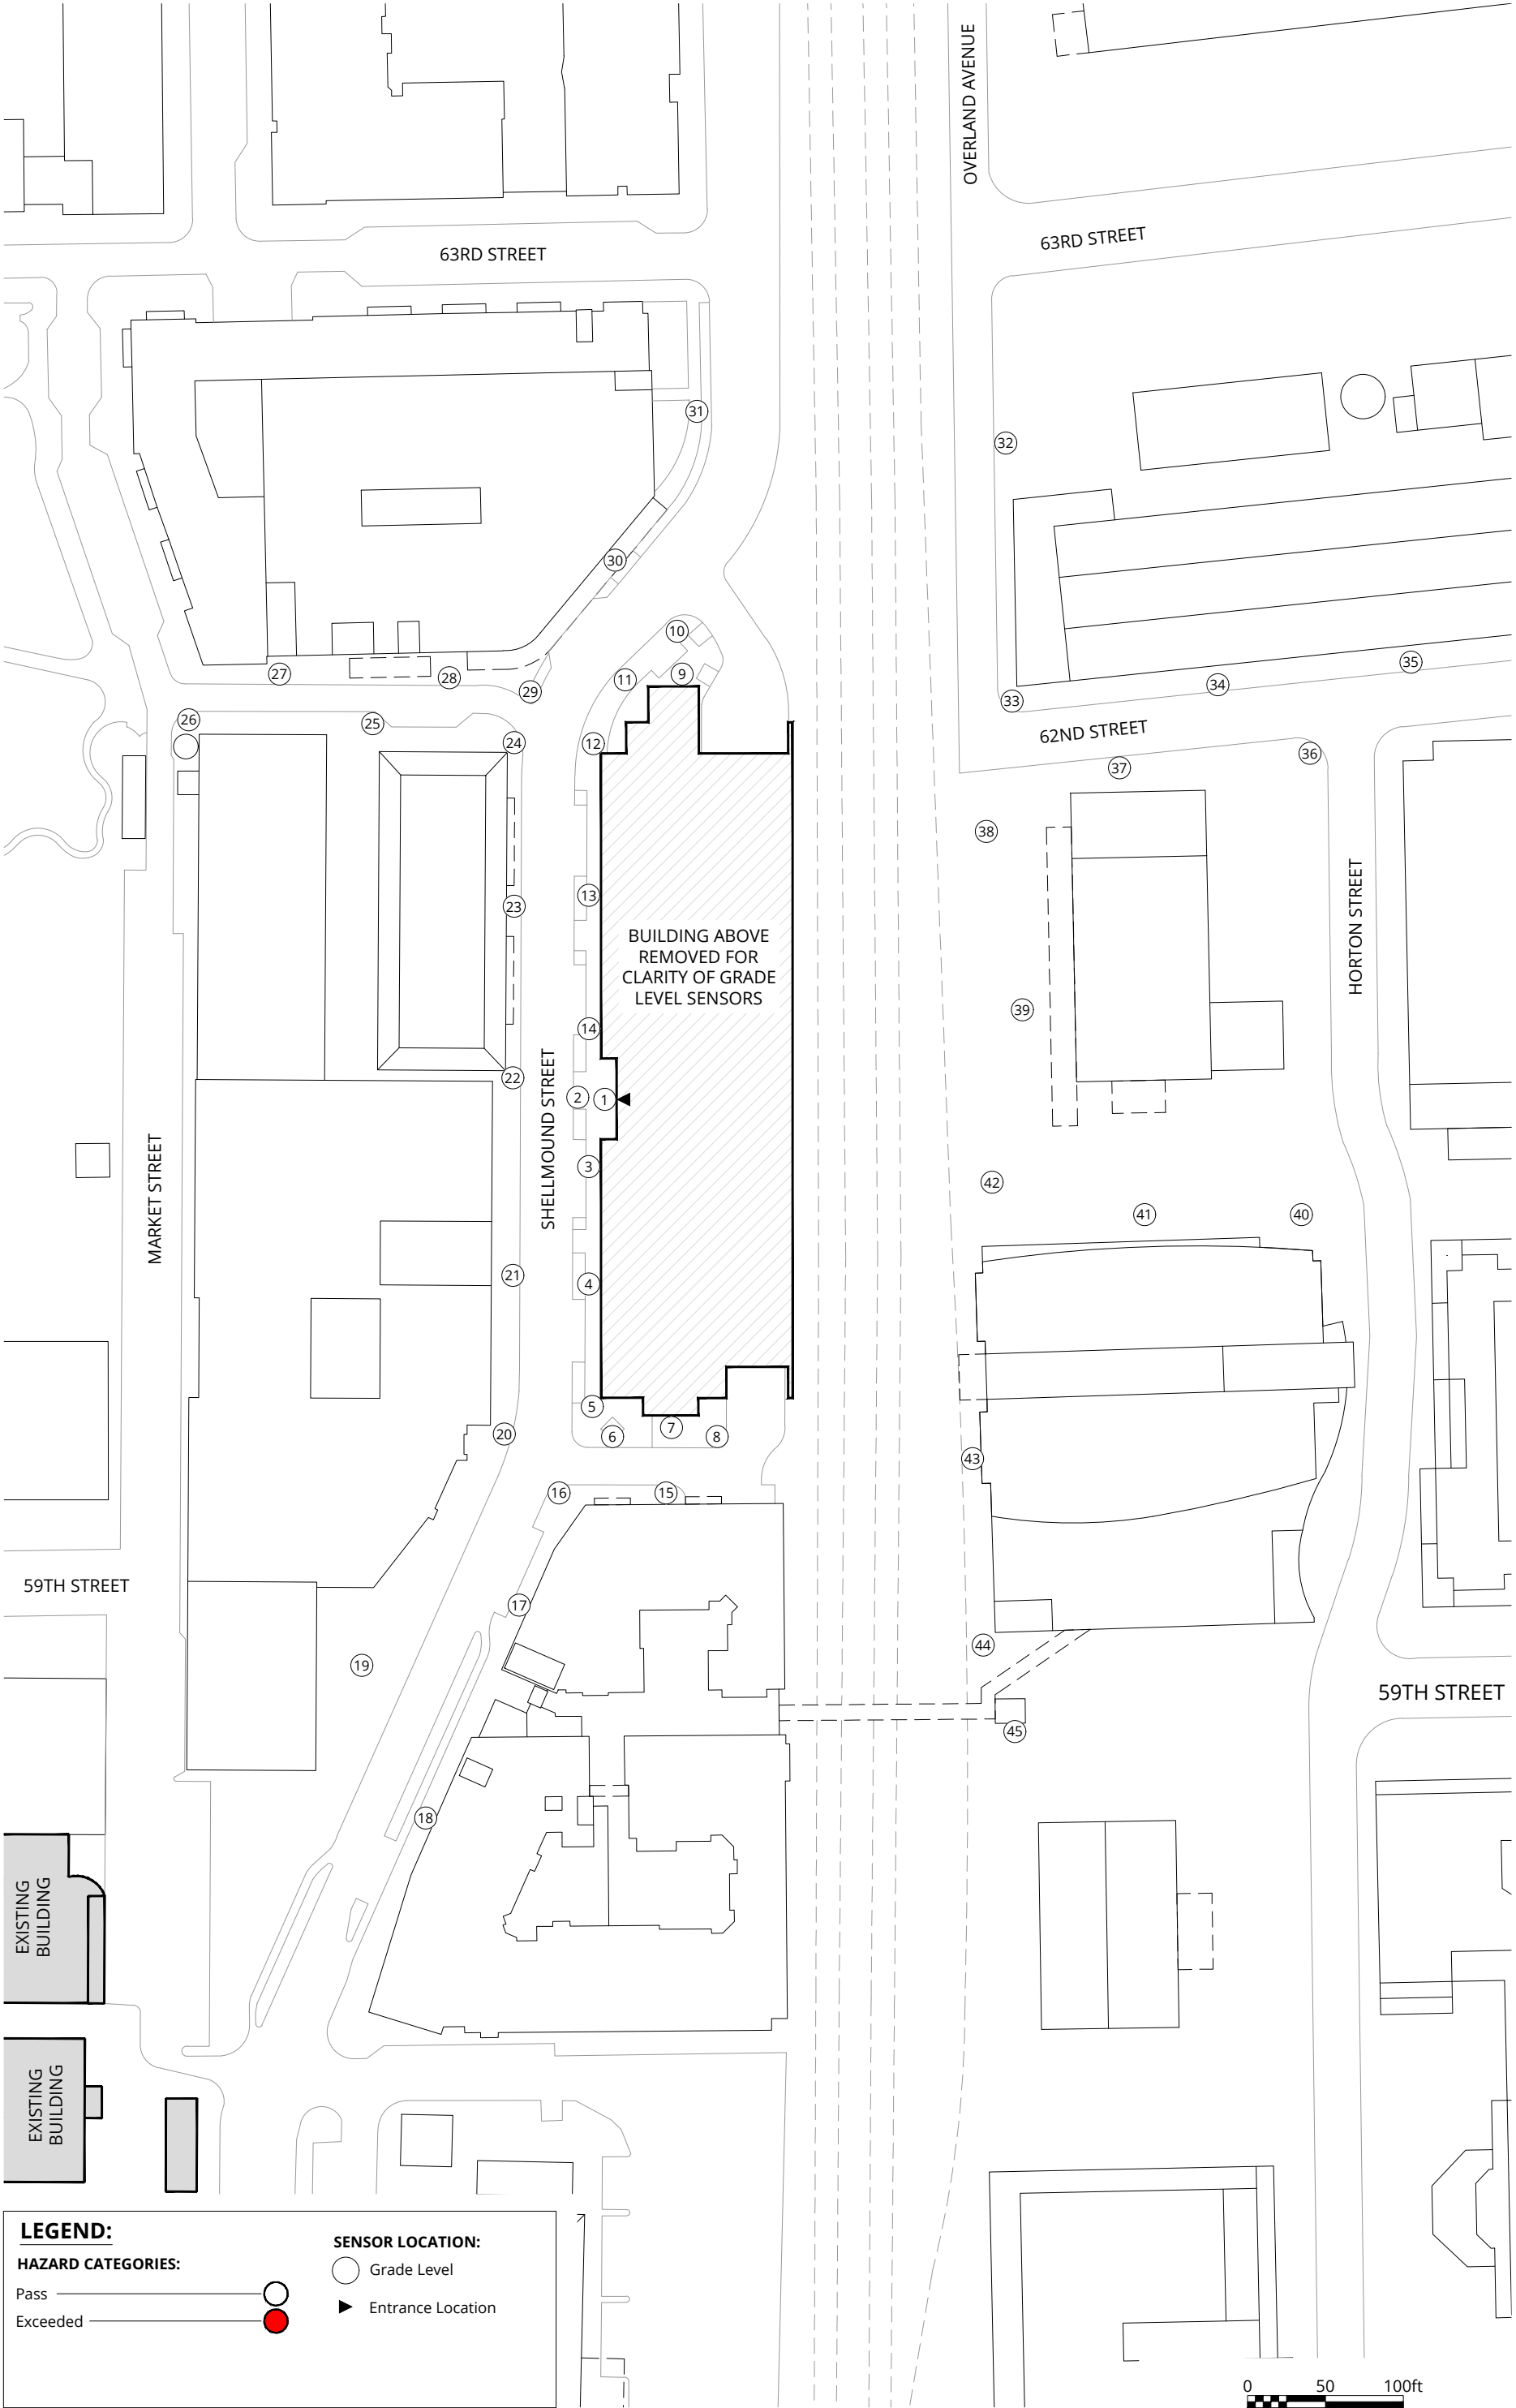 OVERLAND AVENUE
63RD STREET
63RD STREET
31
32
30
10
35
11
9
27
28
34
29
33
26
25
62ND STREET
24
12
36
37
38
13
23
HORTON STREET
BUILDING ABOVE
REMOVED FOR
CLARITY OF GRADE
LEVEL SENSORS
39
14
22
2
1
SHELLMOUND STREET
MARKET STREET
3
42
41
40
21
4
5
7
20
6
8
43
16
15
59TH STREET
17
44
19
59TH STREET
45
18
EXISTING
BUILDING
EXISTING
BUILDING
LEGEND:
HAZARD CATEGORIES:
Pass
Exceeded
SENSOR LOCATION:
Grade Level
Entrance Location
0 50 100ft